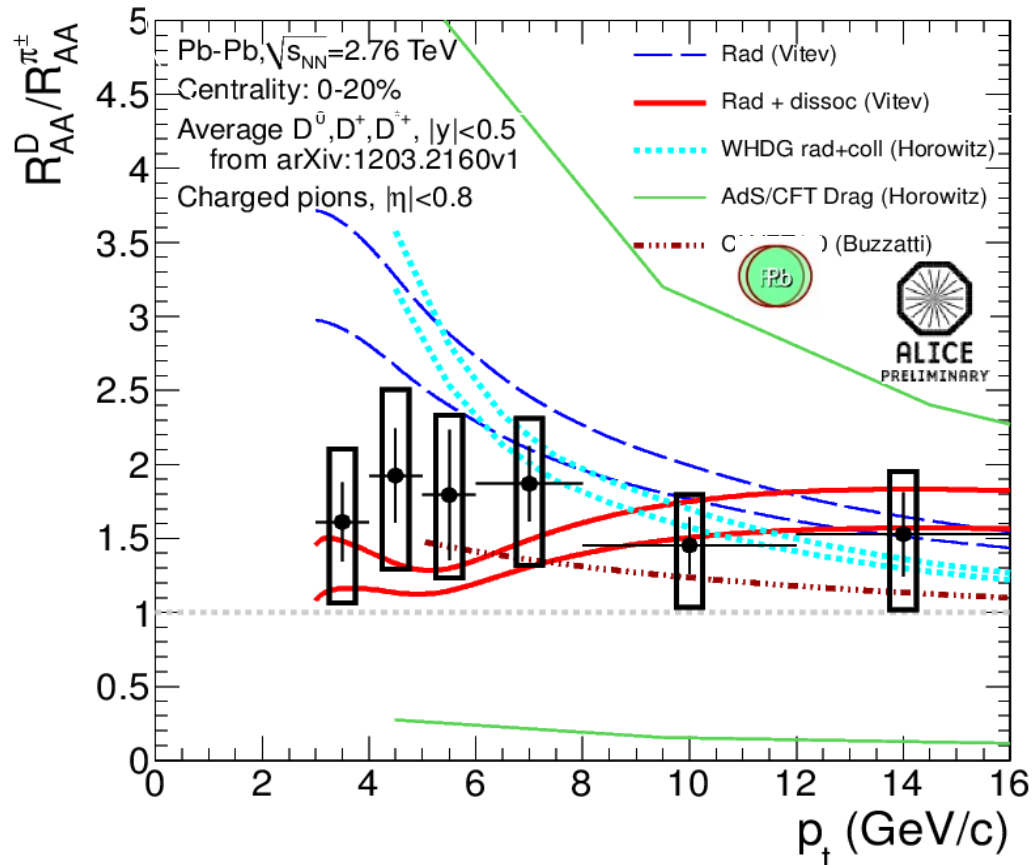 R^D_AA/R^π±_AA
Pb-Pb, √s_NN=2.76 TeV
Centrality: 0-20%
Average D^0,D^+,D^*+, |y|<0.5
from arXiv:1203.2160v1
Charged pions, |η|<0.8
Rad (Vitev)
Rad + dissoc (Vitev)
WHDG rad+coll (Horowitz)
AdS/CFT Drag (Horowitz)
(Buzzatti)
Pb
ALICE
PRELIMINARY
5
4.5
4
3.5
3
2.5
2
1.5
1
0.5
0
0 2 4 6 8 10 12 14 16
p_t (GeV/c)